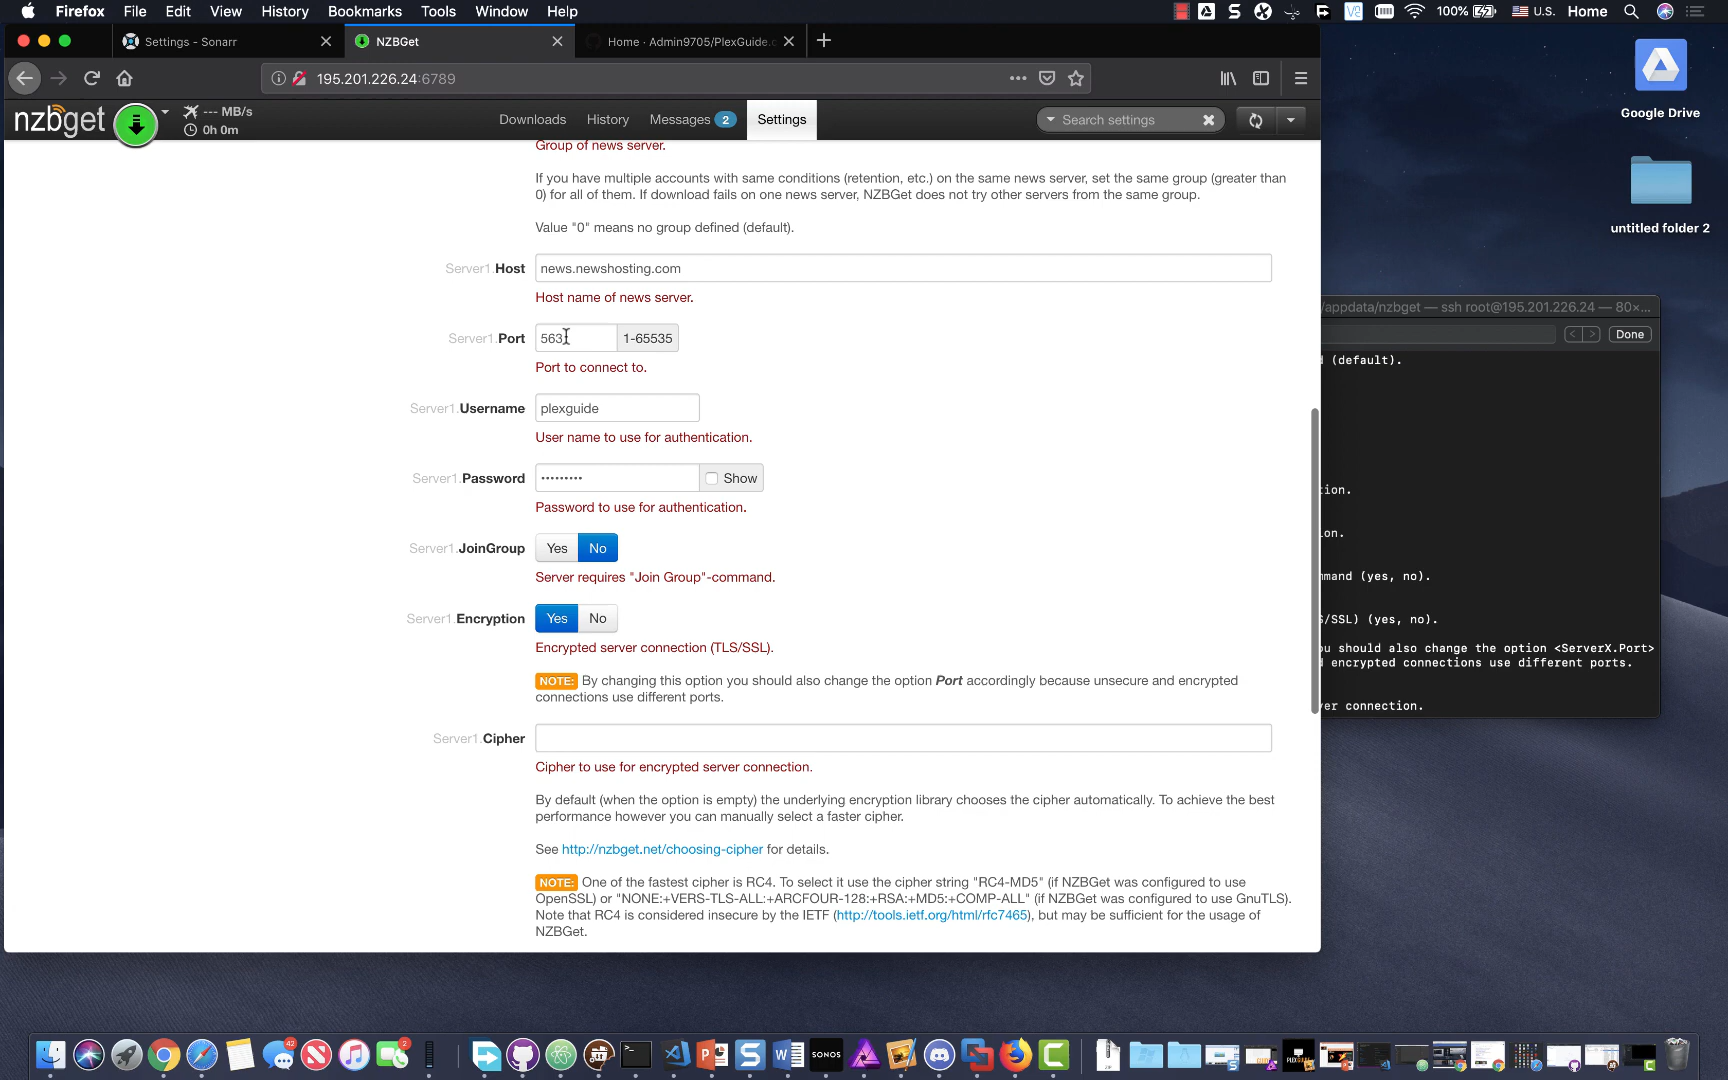 Firefox File Edit View History Bookmarks Tools Window Help
100% U.S. Home
Settings - Sonarr
NZBGet
Home · Admin9705/PlexGuide.c
195.201.226.24:6789
Google Drive
untitled folder 2
nzbget
--- MB/s
0h 0m
Downloads History Messages 2 Settings
Search settings
Group of news server.
If you have multiple accounts with same conditions (retention, etc.) on the same news server, set the same group (greater than
0) for all of them. If download fails on one news server, NZBGet does not try other servers from the same group.
Value "0" means no group defined (default).
Server1.Host news.newshosting.com
Host name of news server.
Server1.Port 563 1-65535
Port to connect to.
Server1.Username plexguide
User name to use for authentication.
Server1.Password ••••••••• Show
Password to use for authentication.
Server1.JoinGroup Yes No
Server requires "Join Group"-command.
Server1.Encryption Yes No
Encrypted server connection (TLS/SSL).
NOTE: By changing this option you should also change the option Port accordingly because unsecure and encrypted
connections use different ports.
Server1.Cipher
Cipher to use for encrypted server connection.
By default (when the option is empty) the underlying encryption library chooses the cipher automatically. To achieve the best
performance however you can manually select a faster cipher.
See http://nzbget.net/choosing-cipher for details.
NOTE: One of the fastest cipher is RC4. To select it use the cipher string "RC4-MD5" (if NZBGet was configured to use
OpenSSL) or "NONE:+VERS-TLS-ALL:+ARCFOUR-128:+RSA:+MD5:+COMP-ALL" (if NZBGet was configured to use GnuTLS).
Note that RC4 is considered insecure by the IETF (http://tools.ietf.org/html/rfc7465), but may be sufficient for the usage of
NZBGet.
/appdata/nzbget — ssh root@195.201.226.24 — 80×...
Done
d (default).
tion.
on.
mmand (yes, no).
S/SSL) (yes, no).
ou should also change the option <ServerX.Port>
d encrypted connections use different ports.
ver connection.
42
2
SONOS